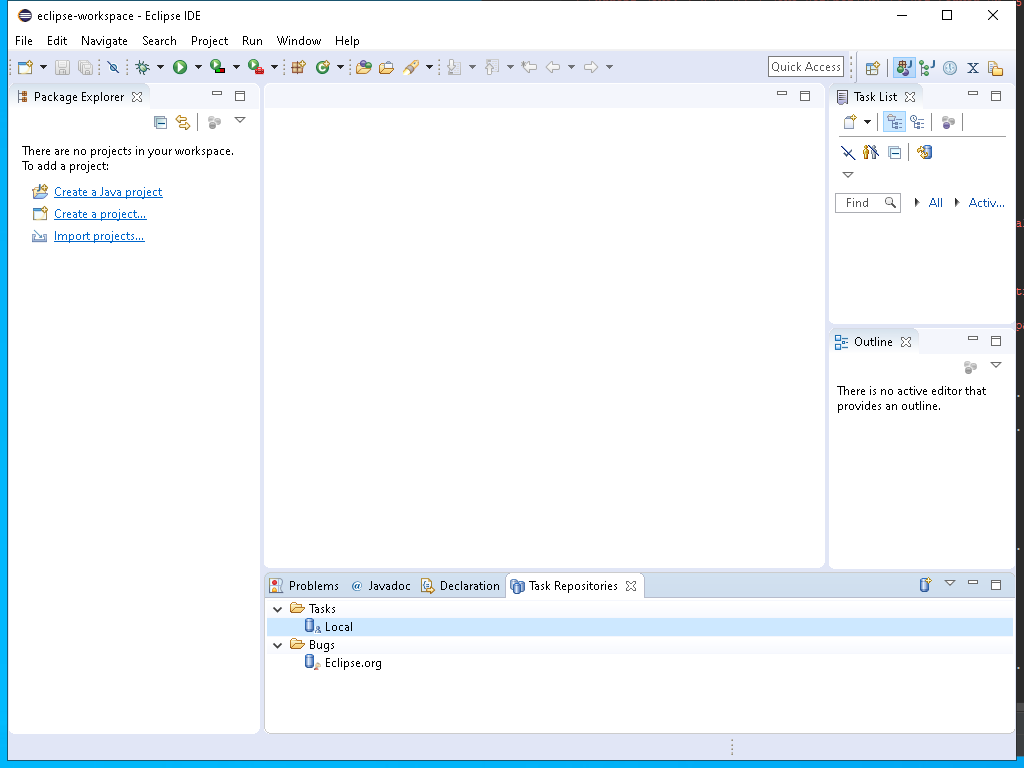 eclipse-workspace - Eclipse IDE
File Edit Navigate Search Project Run Window Help
Quick Access
Package Explorer
There are no projects in your workspace.
To add a project:
Create a Java project
Create a project...
Import projects...
Task List
Find
All
Activ...
Outline
There is no active editor that
provides an outline.
Problems @ Javadoc Declaration Task Repositories
Tasks
Local
Bugs
Eclipse.org